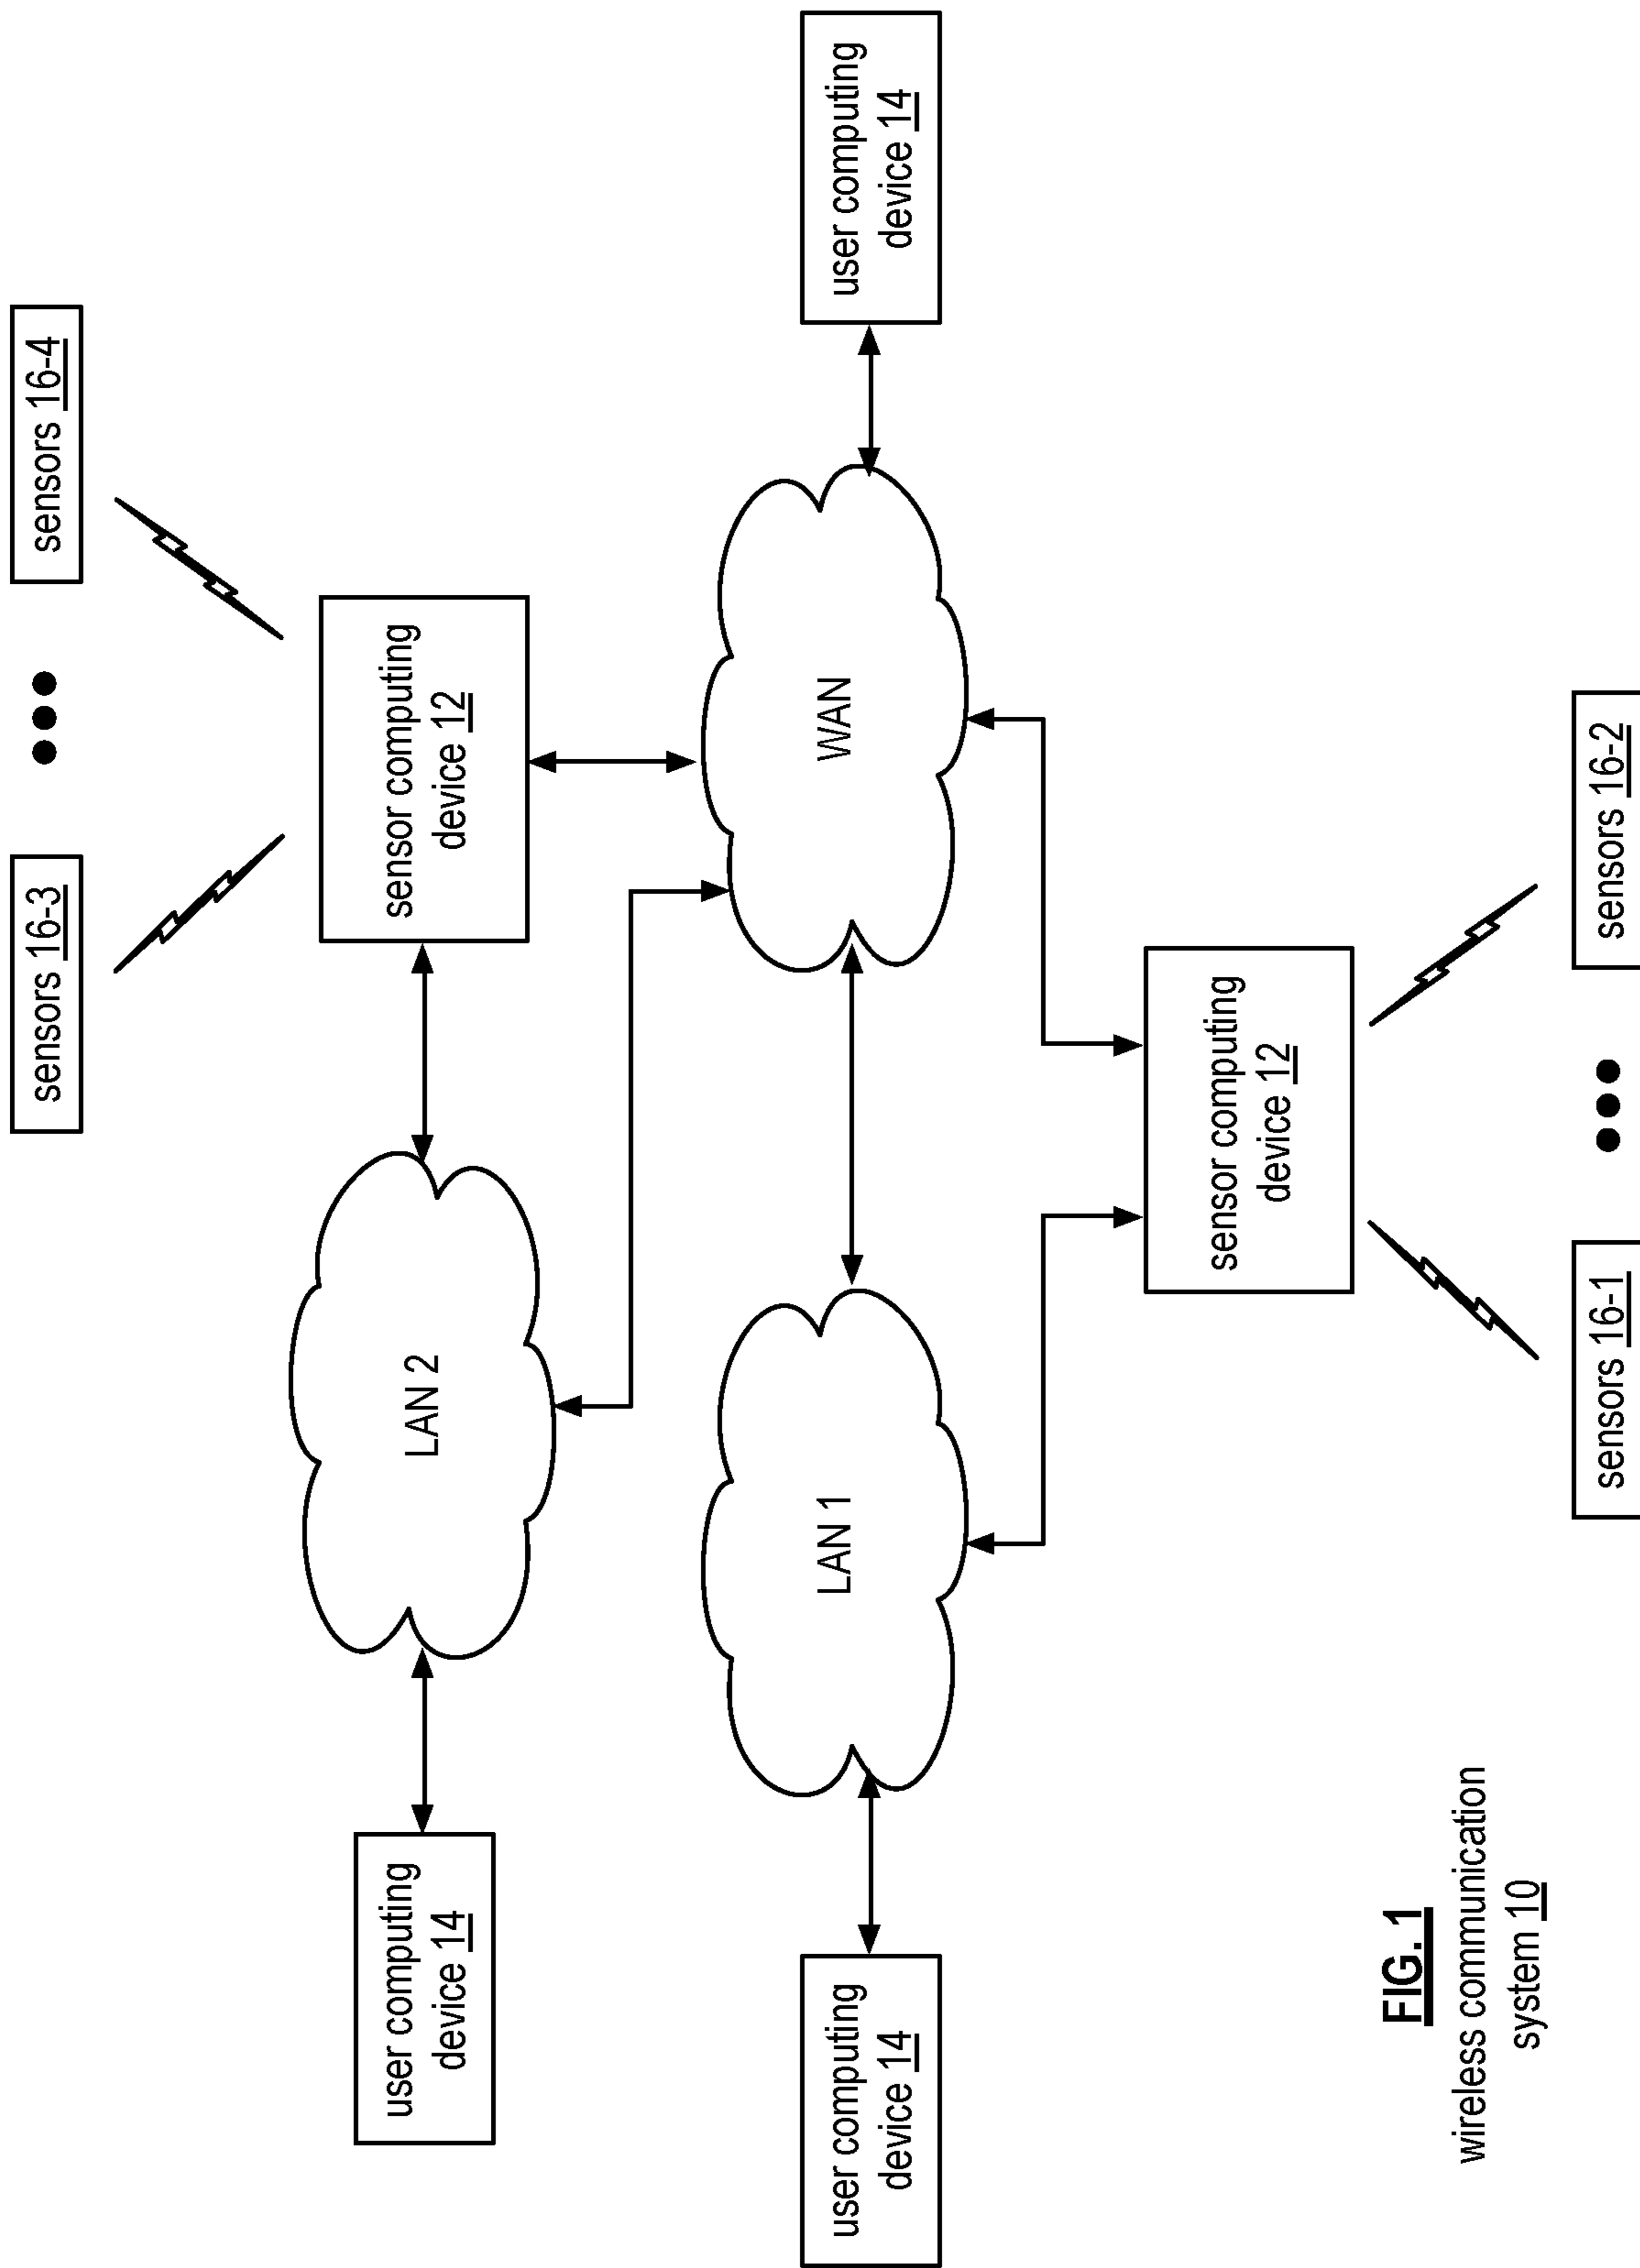 sensors 16-3
sensors 16-4
user computing
device 14
LAN 2
sensor computing
device 12
user computing
device 14
LAN 1
WAN
user computing
device 14
sensor computing
device 12
sensors 16-1
sensors 16-2
FIG. 1
wireless communication
system 10